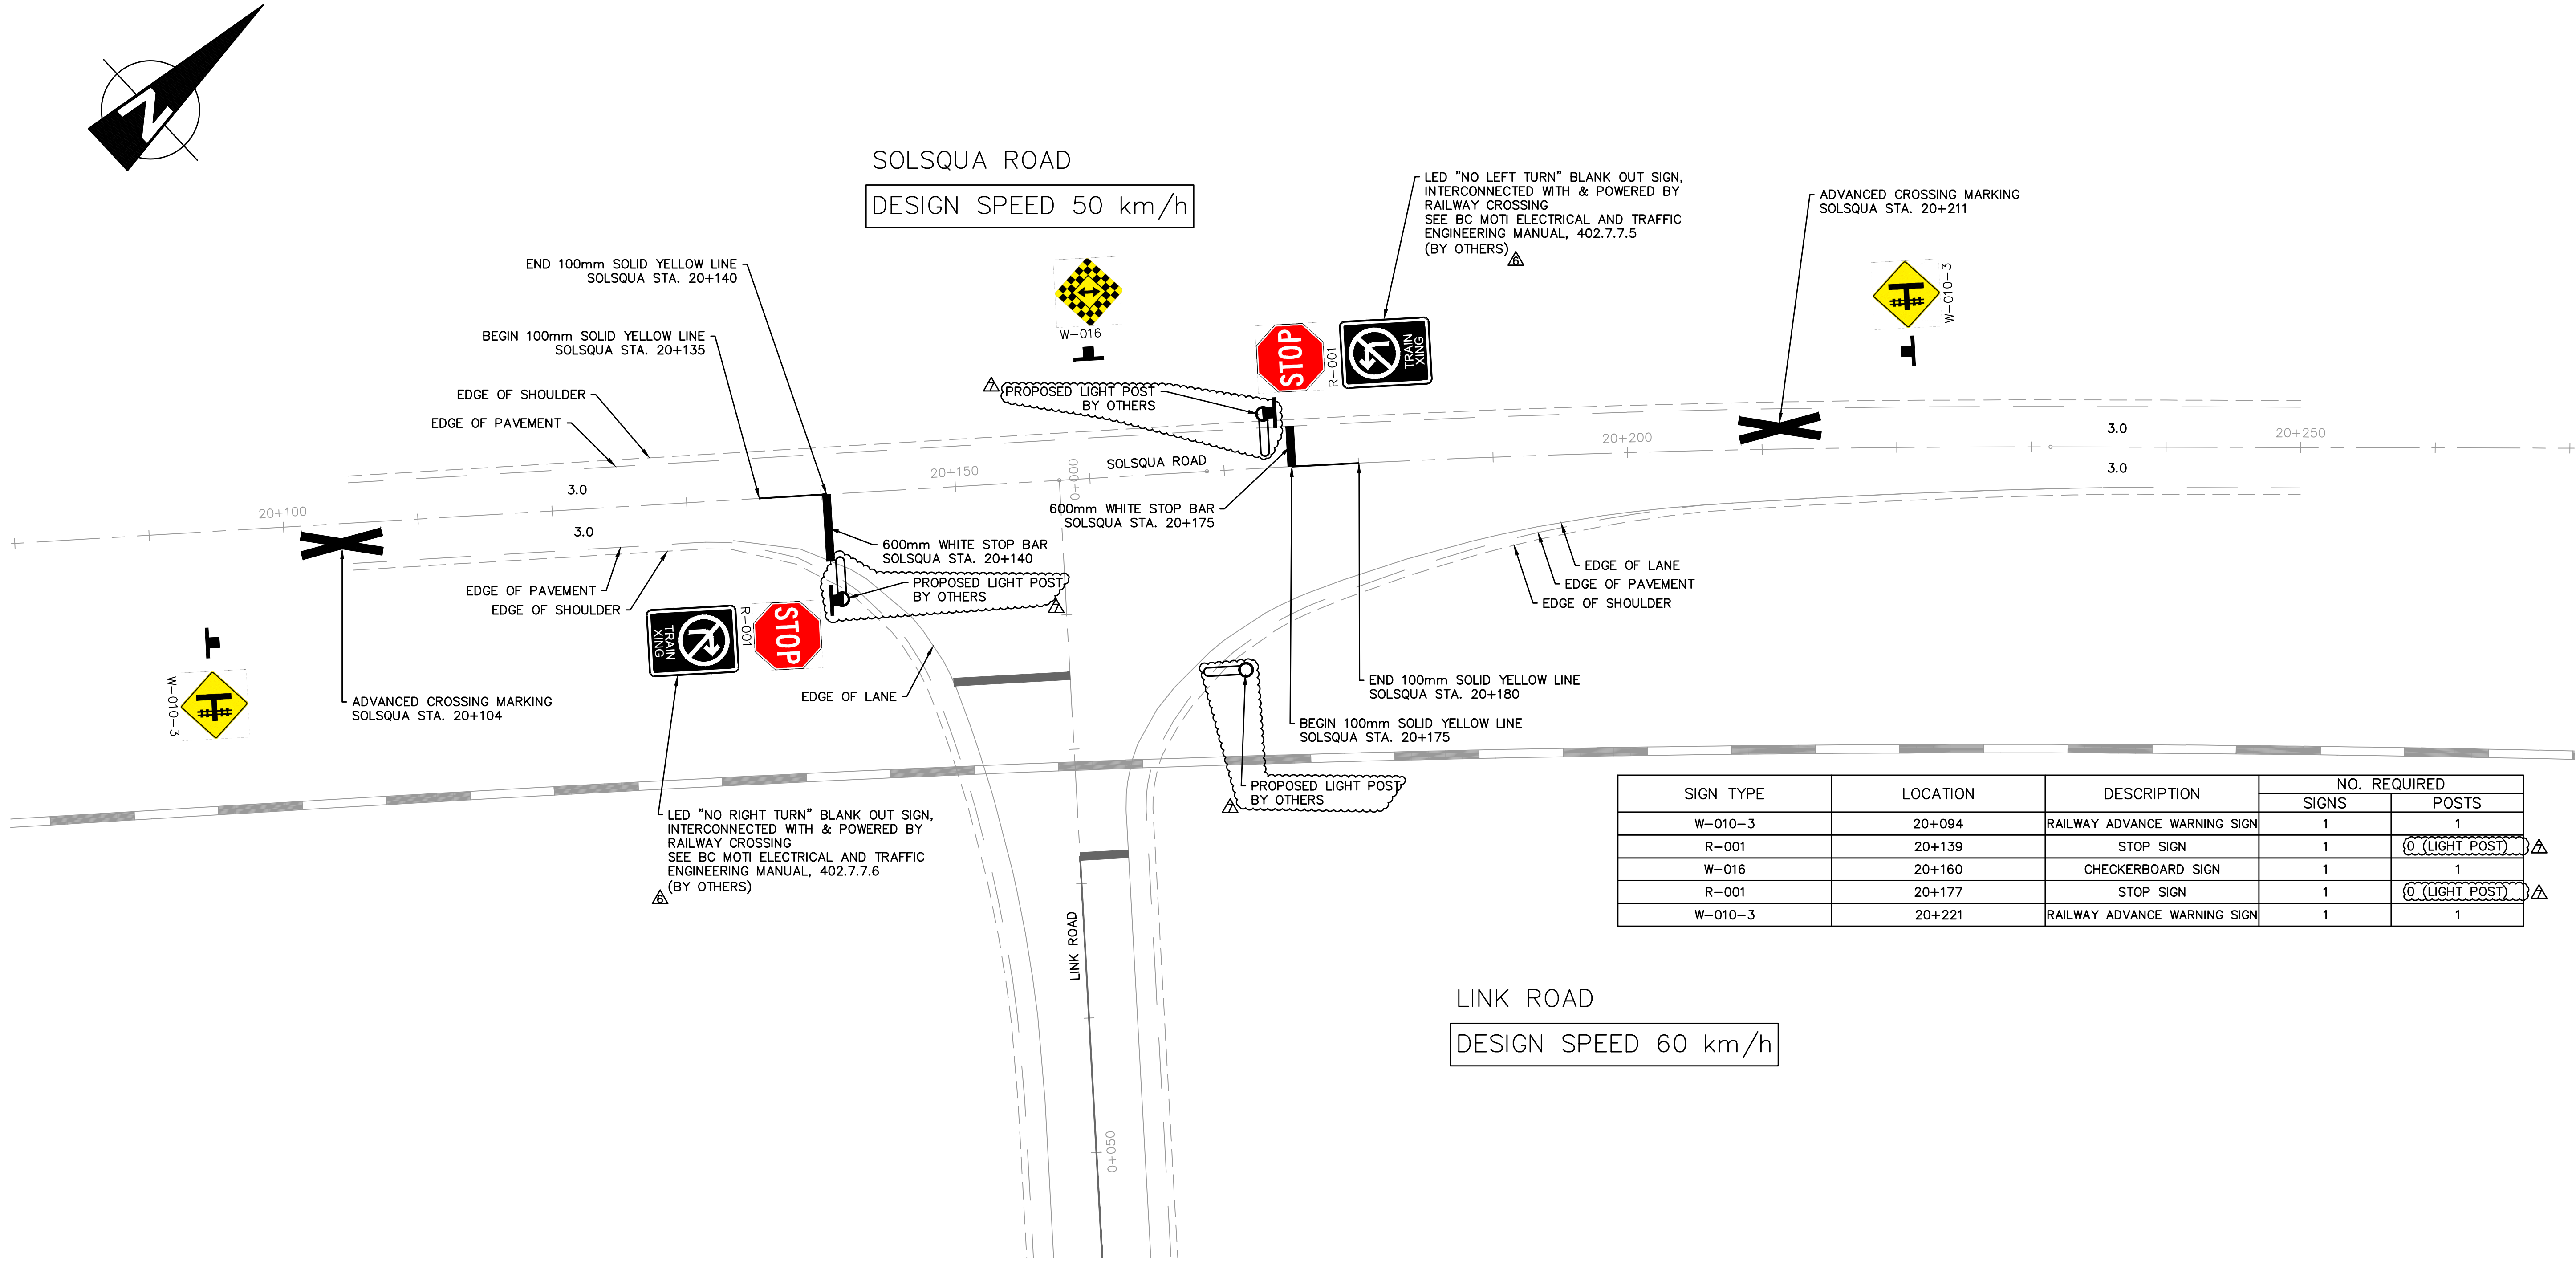 N
SOLSQUA ROAD
DESIGN SPEED 50 km/h
LED "NO LEFT TURN" BLANK OUT SIGN,
INTERCONNECTED WITH & POWERED BY
RAILWAY CROSSING
SEE BC MOTI ELECTRICAL AND TRAFFIC
ENGINEERING MANUAL, 402.7.7.5
(BY OTHERS)
6
ADVANCED CROSSING MARKING
SOLSQUA STA. 20+211
W-010-3
END 100mm SOLID YELLOW LINE
SOLSQUA STA. 20+140
W-016
BEGIN 100mm SOLID YELLOW LINE
SOLSQUA STA. 20+135
STOP
R-001
TRAIN
XING
EDGE OF SHOULDER
EDGE OF PAVEMENT
7
PROPOSED LIGHT POST
BY OTHERS
20+100
20+150
0+000
SOLSQUA ROAD
20+200
20+250
3.0
3.0
3.0
3.0
600mm WHITE STOP BAR
SOLSQUA STA. 20+175
600mm WHITE STOP BAR
SOLSQUA STA. 20+140
PROPOSED LIGHT POST
BY OTHERS
7
EDGE OF PAVEMENT
EDGE OF SHOULDER
EDGE OF LANE
EDGE OF PAVEMENT
EDGE OF SHOULDER
TRAIN
XING
R-001
STOP
W-010-3
ADVANCED CROSSING MARKING
SOLSQUA STA. 20+104
EDGE OF LANE
END 100mm SOLID YELLOW LINE
SOLSQUA STA. 20+180
BEGIN 100mm SOLID YELLOW LINE
SOLSQUA STA. 20+175
PROPOSED LIGHT POST
BY OTHERS
7
LED "NO RIGHT TURN" BLANK OUT SIGN,
INTERCONNECTED WITH & POWERED BY
RAILWAY CROSSING
SEE BC MOTI ELECTRICAL AND TRAFFIC
ENGINEERING MANUAL, 402.7.7.6
(BY OTHERS)
6
SIGN TYPE LOCATION DESCRIPTION NO. REQUIRED
SIGNS POSTS
W-010-3 20+094 RAILWAY ADVANCE WARNING SIGN 1 1
R-001 20+139 STOP SIGN 1 0 (LIGHT POST) 7
W-016 20+160 CHECKERBOARD SIGN 1 1
R-001 20+177 STOP SIGN 1 0 (LIGHT POST) 7
W-010-3 20+221 RAILWAY ADVANCE WARNING SIGN 1 1
LINK ROAD
LINK ROAD
DESIGN SPEED 60 km/h
0+050